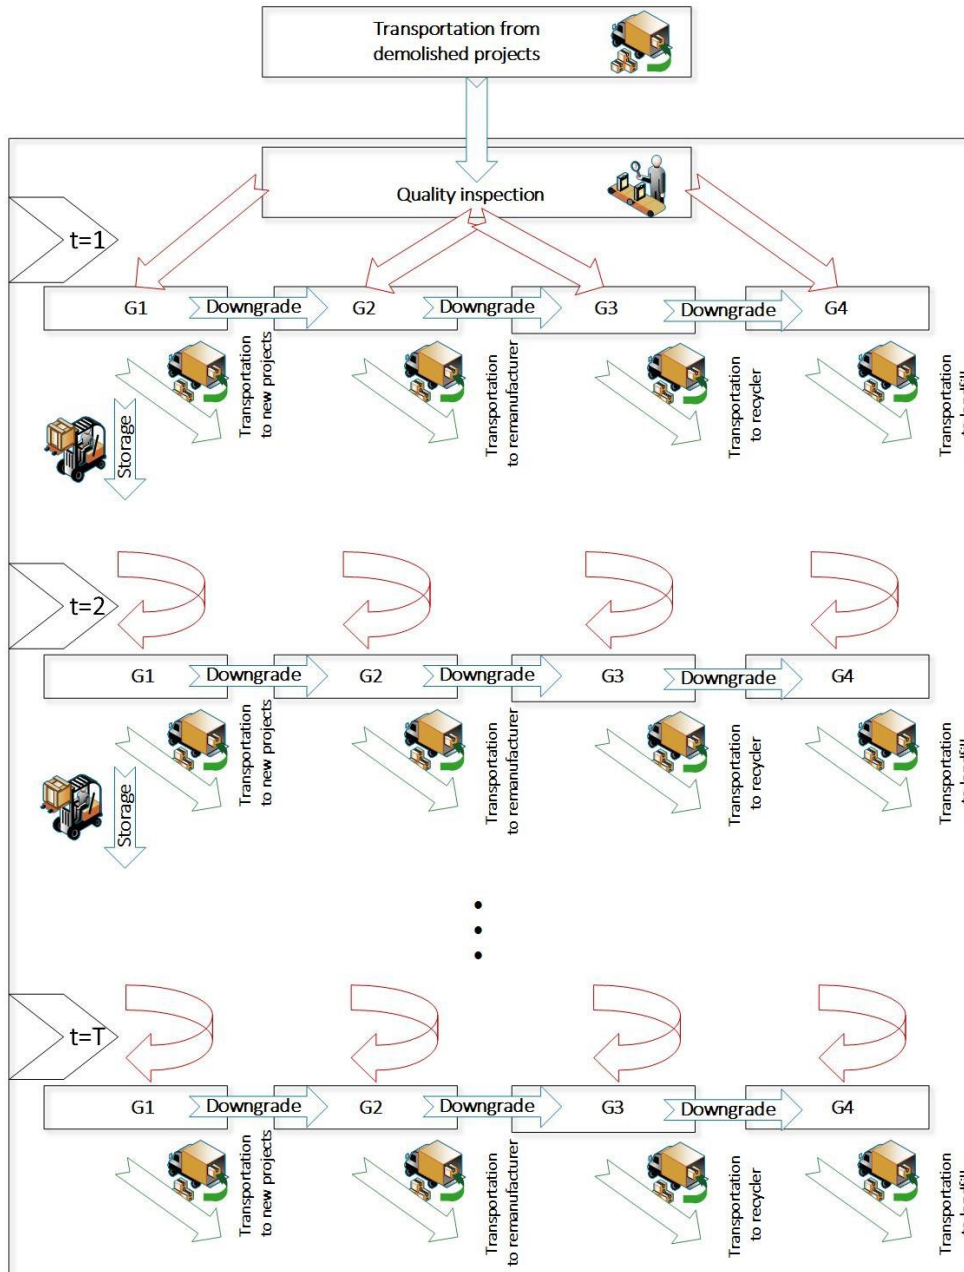 Transportation from
demolished projects
Quality inspection
t=1
G1
Downgrade
G2
Downgrade
G3
Downgrade
G4
Storage
Transportation
to new projects
Transportation
to remanufacturer
Transportation
to recycler
Transportation
t=2
G1
Downgrade
G2
Downgrade
G3
Downgrade
G4
Storage
Transportation
to new projects
Transportation
to remanufacturer
Transportation
to recycler
Transportation
t=T
G1
Downgrade
G2
Downgrade
G3
Downgrade
G4
Transportation
to new projects
Transportation
to remanufacturer
Transportation
to recycler
Transportation